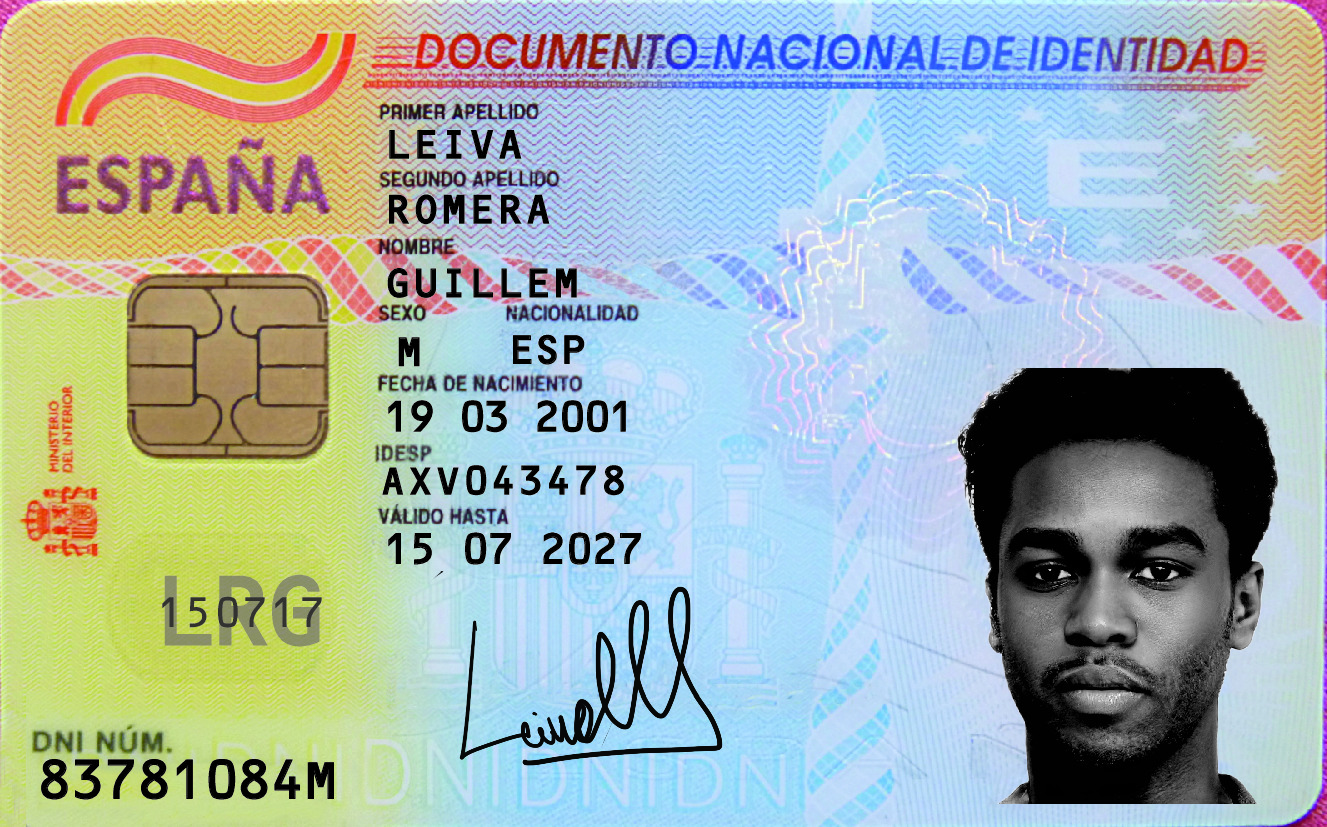 DOCUMENTO NACIONAL DE IDENTIDAD
ESPAÑA
PRIMER APELLIDO
LEIVA
SEGUNDO APELLIDO
ROMERA
NOMBRE
GUILLEM
SEXO NACIONALIDAD
M ESP
FECHA DE NACIMIENTO
19 03 2001
IDESP
AXV043478
VÁLIDO HASTA
15 07 2027
MINISTERIO
DEL INTERIOR
E
LRG
150717
Leiva
DNI NÚM.
83781084M
DNIDNIDNIDNI